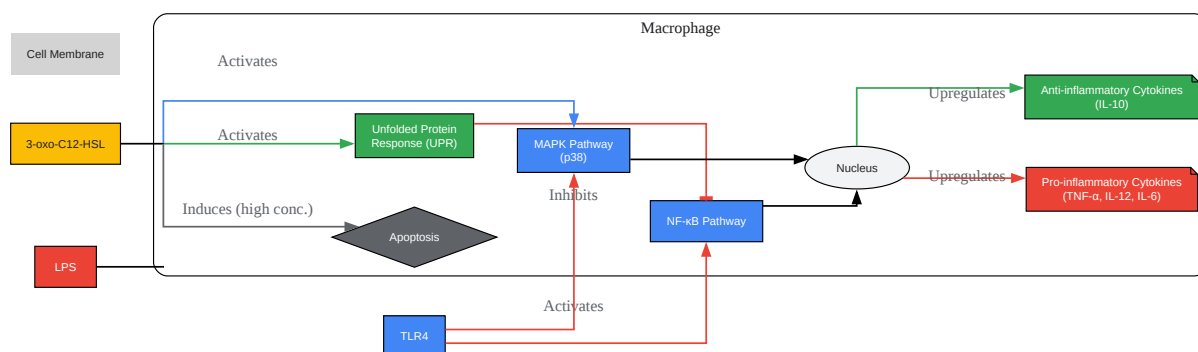 Macrophage
Cell Membrane
Activates
3-oxo-C12-HSL
Activates
Unfolded Protein
Response (UPR)
MAPK Pathway
(p38)
Inhibits
Nucleus
Upregulates
Anti-inflammatory Cytokines
(IL-10)
Upregulates
Pro-inflammatory Cytokines
(TNF-α, IL-12, IL-6)
Induces (high conc.)
Apoptosis
NF-κB Pathway
LPS
Activates
TLR4